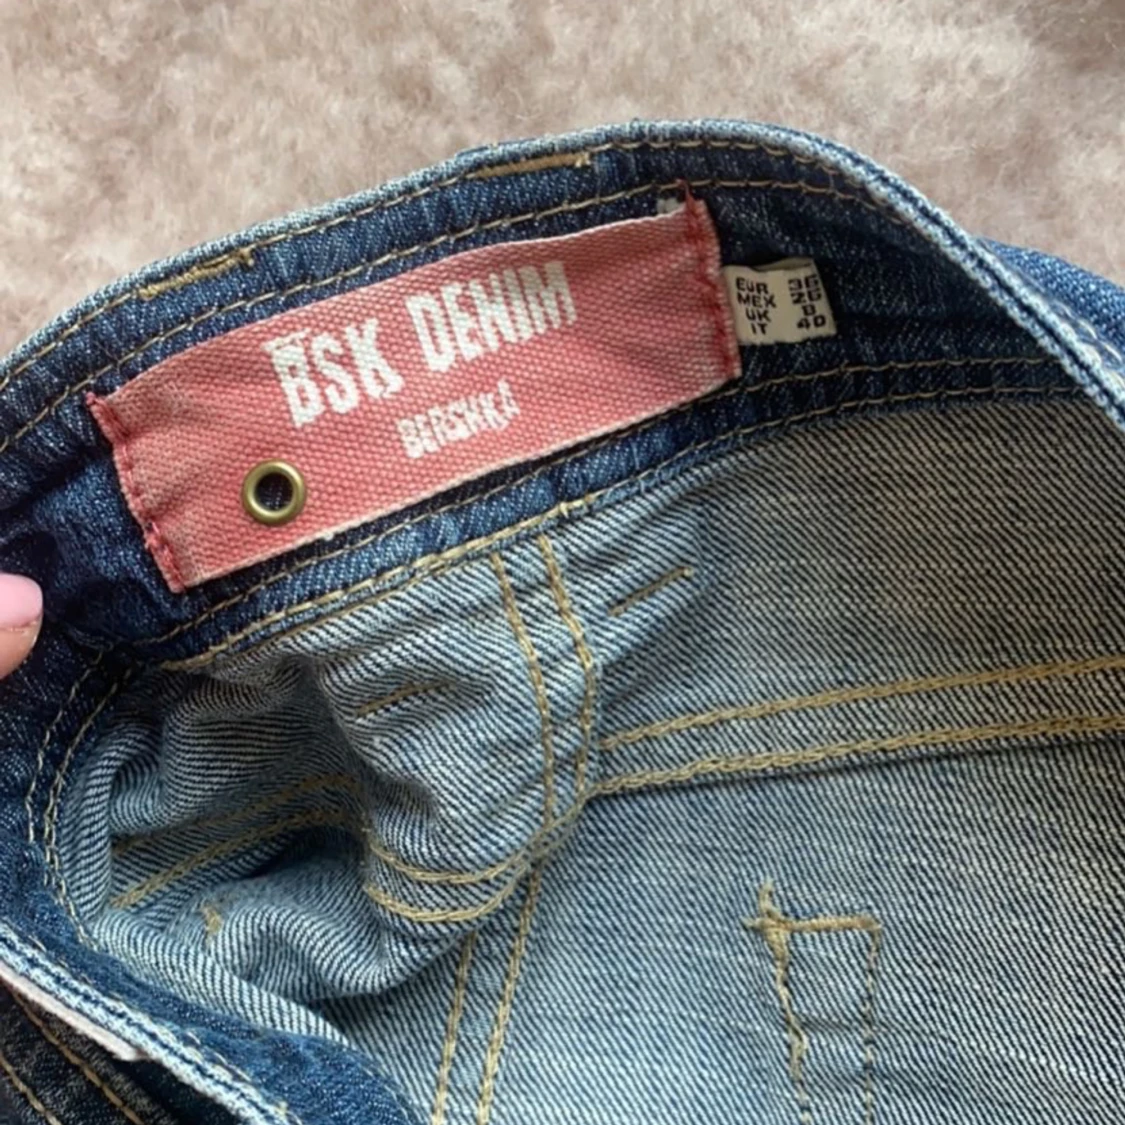 BSK DENIM
BERSHKA
EUR 36
MEX 26
UK 8
IT 40